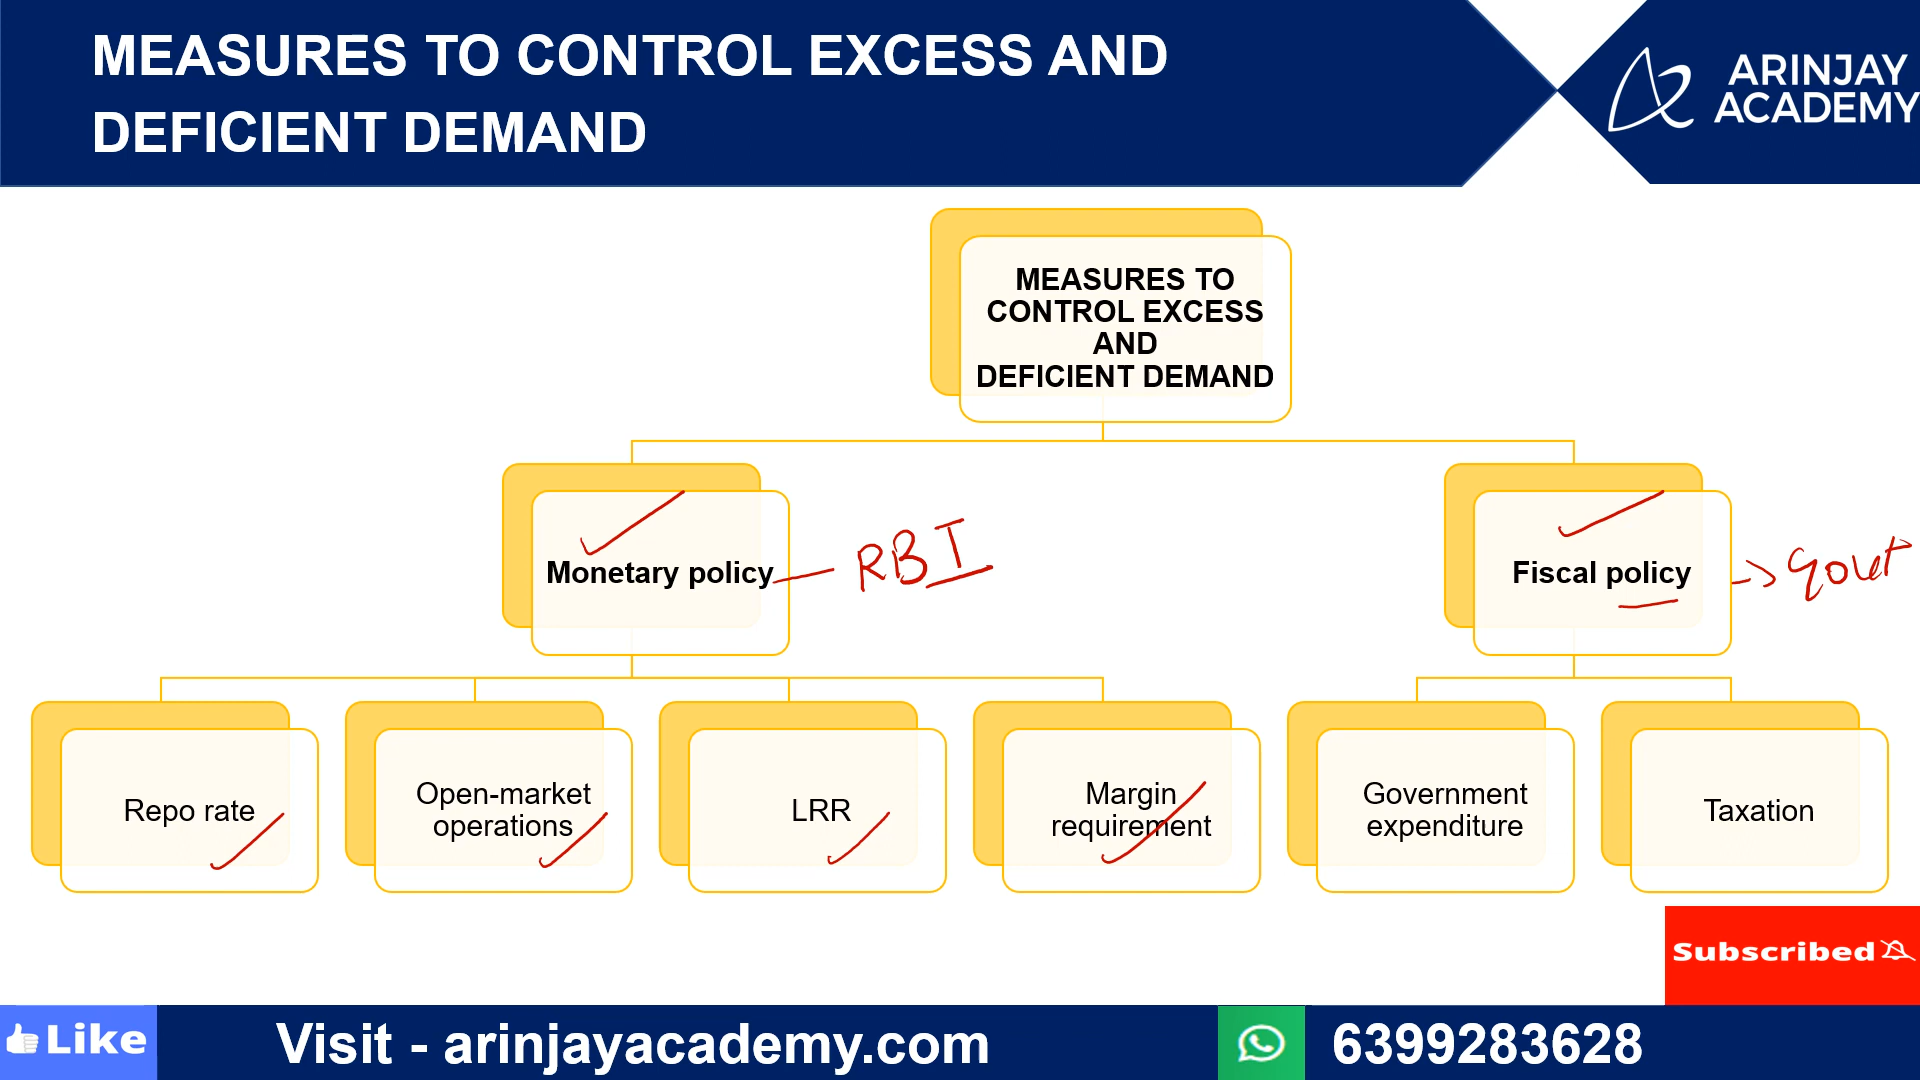 MEASURES TO CONTROL EXCESS AND
DEFICIENT DEMAND
ARINJAY
ACADEMY
MEASURES TO
CONTROL EXCESS
AND
DEFICIENT DEMAND
Monetary policy
RBI
Fiscal policy
Govt
Repo rate
Open-market
operations
LRR
Margin
requirement
Government
expenditure
Taxation
Subscribed
Like
Visit - arinjayacademy.com
6399283628